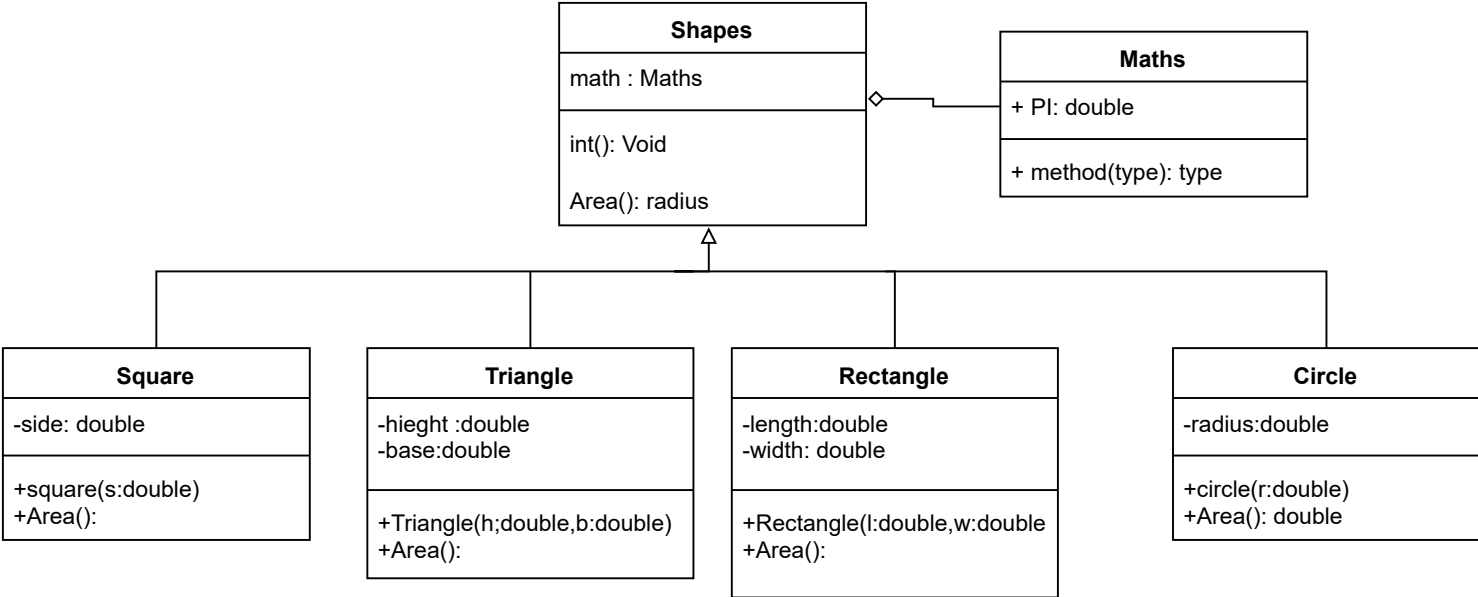 Shapes
math : Maths
int(): Void
Area(): radius
Maths
+ PI: double
+ method(type): type
Square
-side: double
+square(s:double)
+Area():
Triangle
-hieght :double
-base:double
+Triangle(h;double,b:double)
+Area():
Rectangle
-length:double
-width: double
+Rectangle(l:double,w:double
+Area():
Circle
-radius:double
+circle(r:double)
+Area(): double